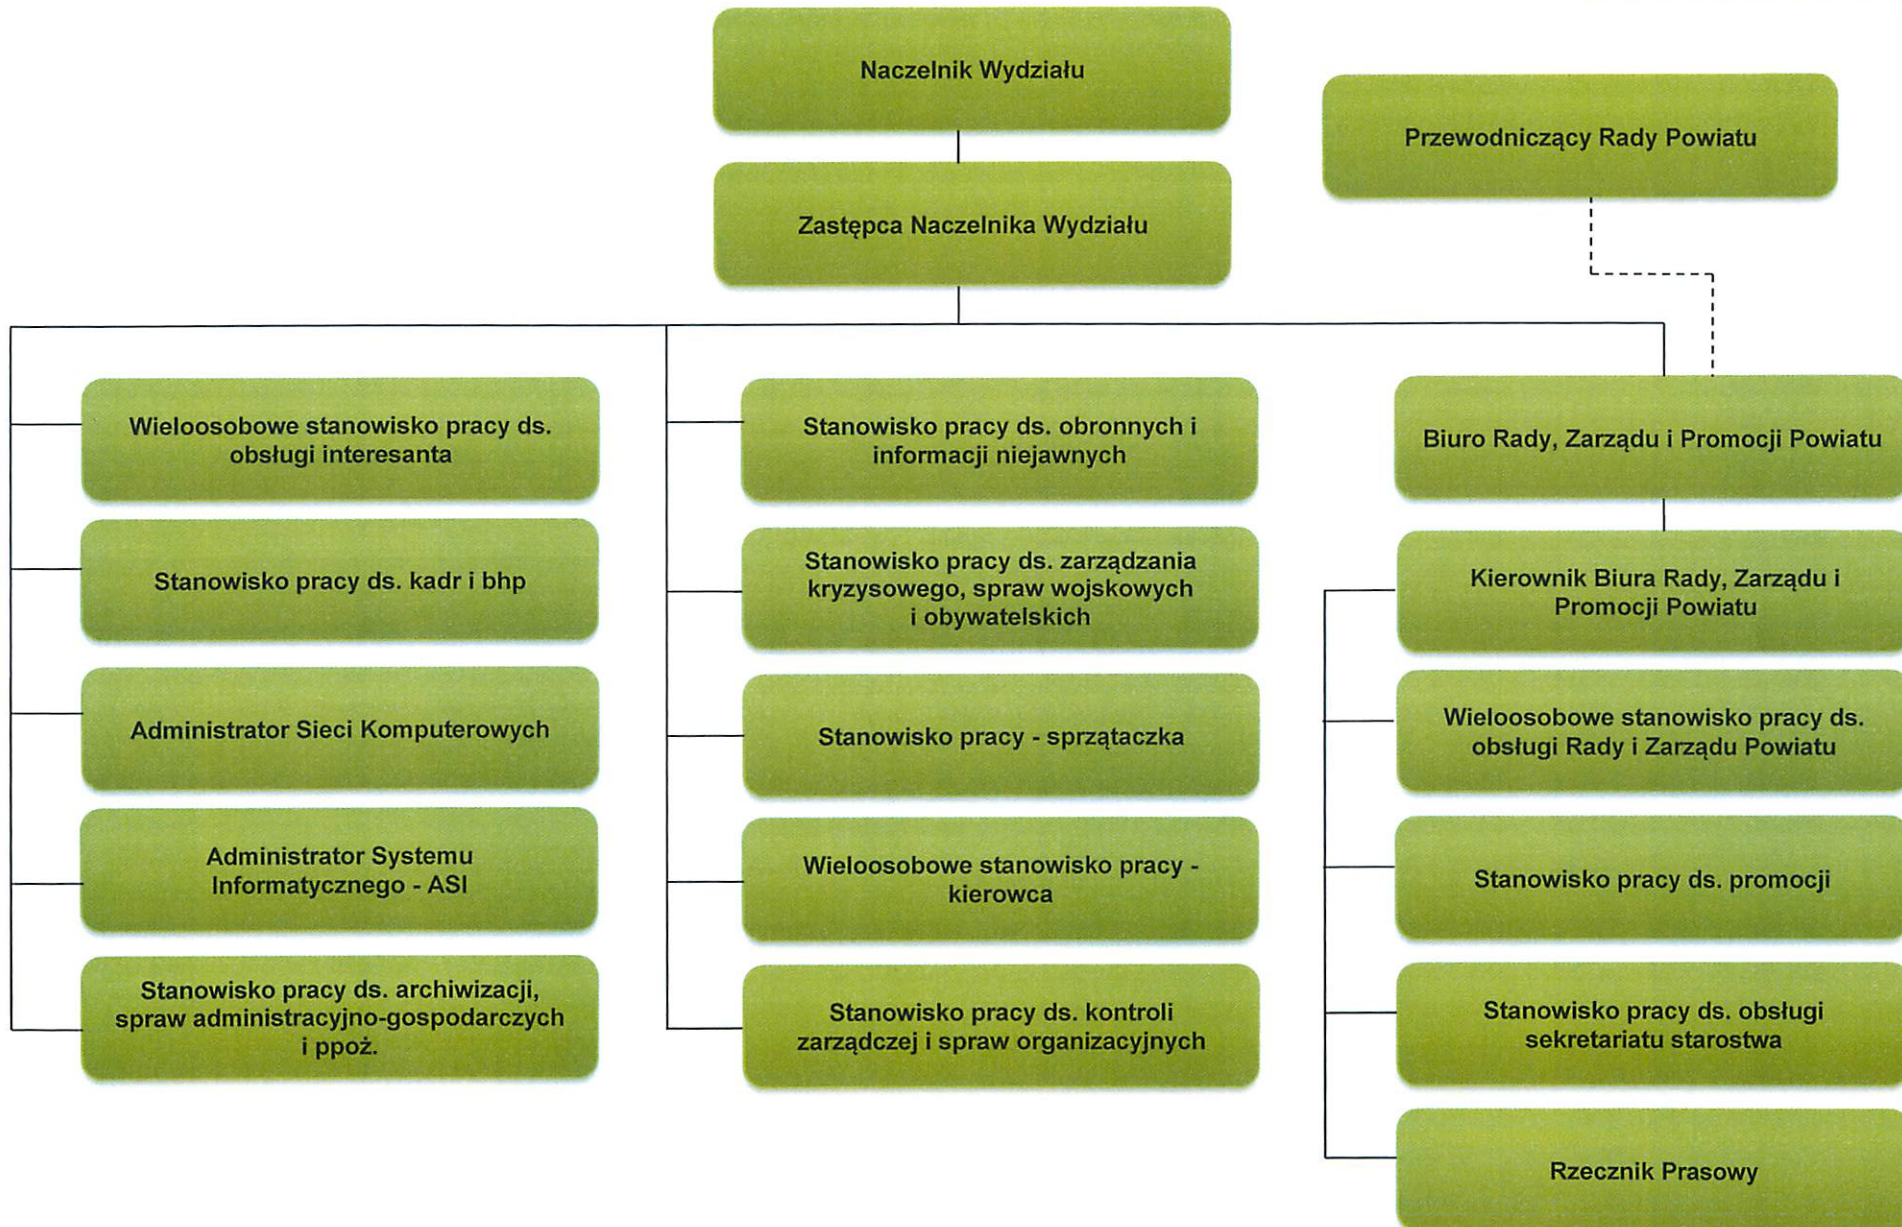 Naczelnik Wydziału
Przewodniczący Rady Powiatu
Zastępca Naczelnika Wydziału
Wieloosobowe stanowisko pracy ds.
obsługi interesanta
Stanowisko pracy ds. kadr i bhp
Administrator Sieci Komputerowych
Administrator Systemu
Informatycznego - ASI
Stanowisko pracy ds. archiwizacji,
spraw administracyjno-gospodarczych
i ppoż.
Stanowisko pracy ds. obronnych i
informacji niejawnych
Stanowisko pracy ds. zarządzania
kryzysowego, spraw wojskowych
i obywatelskich
Stanowisko pracy - sprzątaczka
Wieloosobowe stanowisko pracy -
kierowca
Stanowisko pracy ds. kontroli
zarządczej i spraw organizacyjnych
Biuro Rady, Zarządu i Promocji Powiatu
Kierownik Biura Rady, Zarządu i
Promocji Powiatu
Wieloosobowe stanowisko pracy ds.
obsługi Rady i Zarządu Powiatu
Stanowisko pracy ds. promocji
Stanowisko pracy ds. obsługi
sekretariatu starostwa
Rzecznik Prasowy